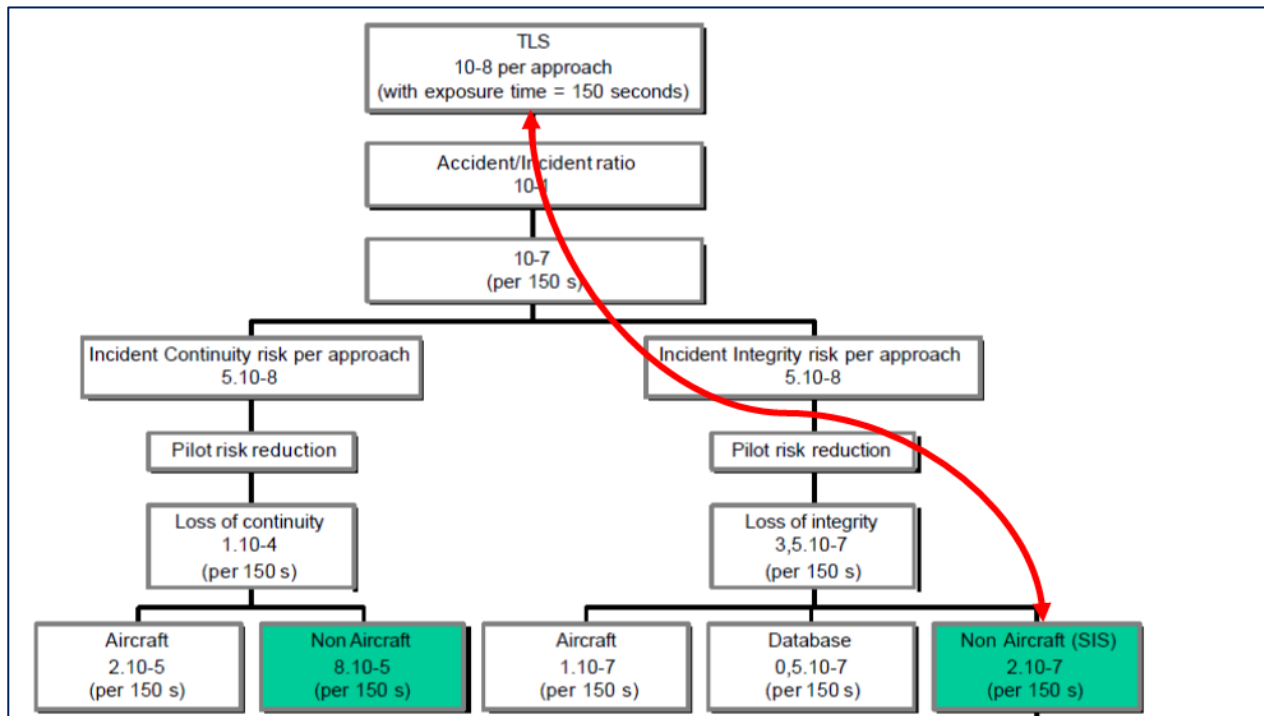 TLS
10-8 per approach
(with exposure time = 150 seconds)
Accident/Incident ratio
10-1
10-7
(per 150 s)
Incident Continuity risk per approach
5.10-8
Incident Integrity risk per approach
5.10-8
Pilot risk reduction
Pilot risk reduction
Loss of continuity
1.10-4
(per 150 s)
Loss of integrity
3,5.10-7
(per 150 s)
Aircraft
2.10-5
(per 150 s)
Non Aircraft
8.10-5
(per 150 s)
Aircraft
1.10-7
(per 150 s)
Database
0,5.10-7
(per 150 s)
Non Aircraft (SIS)
2.10-7
(per 150 s)